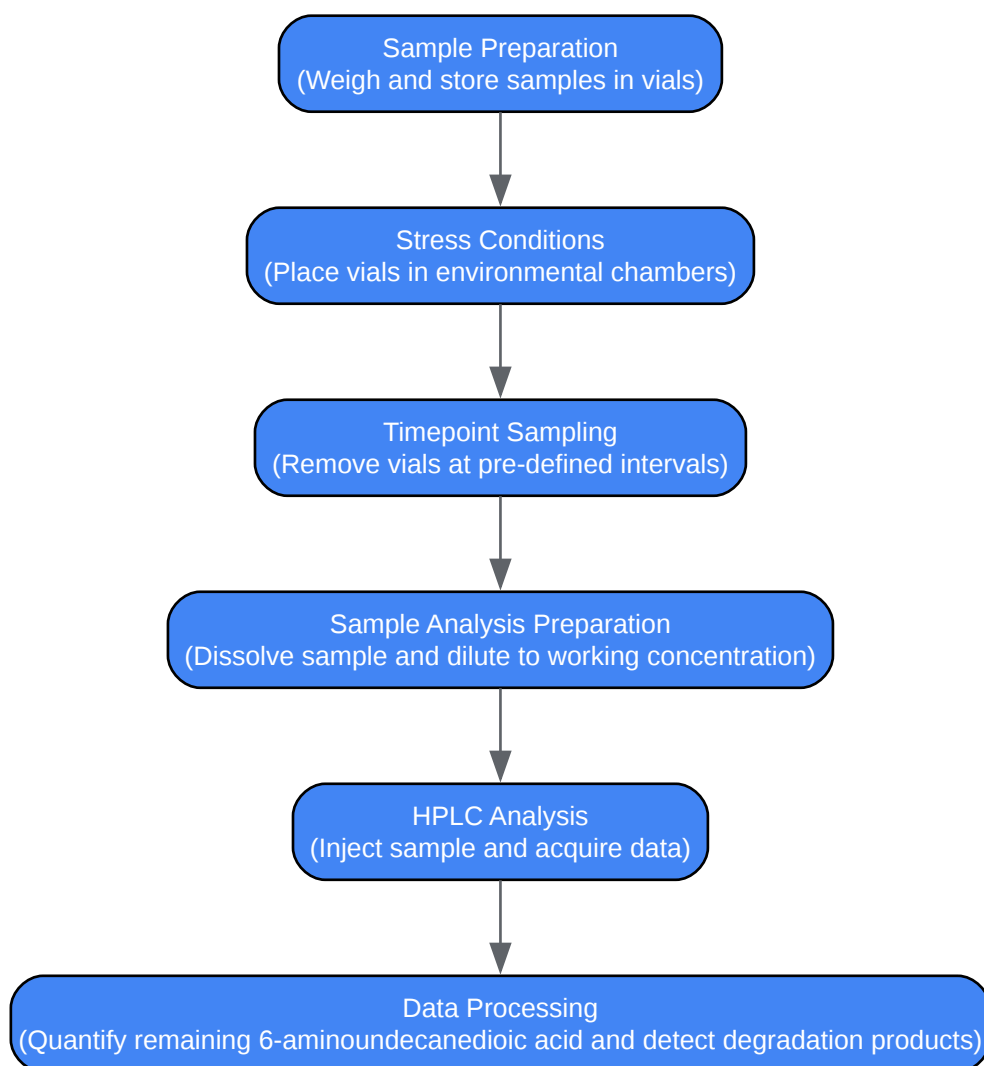 Sample Preparation
(Weigh and store samples in vials)
Stress Conditions
(Place vials in environmental chambers)
Timepoint Sampling
(Remove vials at pre-defined intervals)
Sample Analysis Preparation
(Dissolve sample and dilute to working concentration)
HPLC Analysis
(Inject sample and acquire data)
Data Processing
(Quantify remaining 6-aminoundecanedioic acid and detect degradation products)